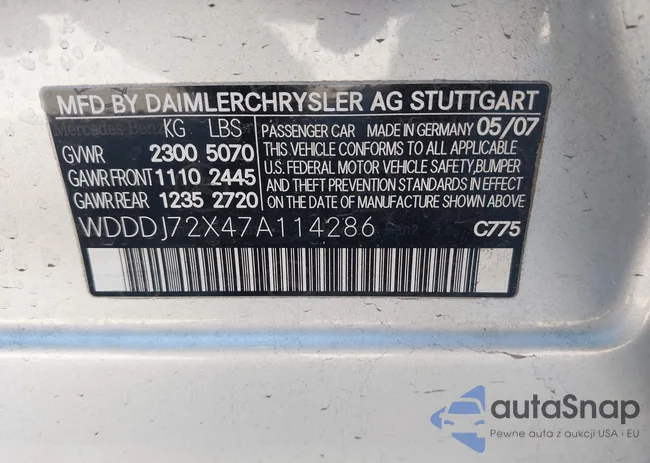 MFD BY DAIMLERCHRYSLER AG STUTTGART
KG LBS
GVWR 2300 5070
GAWR FRONT 1110 2445
GAWR REAR 1235 2720
PASSENGER CAR MADE IN GERMANY 05/07
THIS VEHICLE CONFORMS TO ALL APPLICABLE
U.S. FEDERAL MOTOR VEHICLE SAFETY, BUMPER
AND THEFT PREVENTION STANDARDS IN EFFECT
ON THE DATE OF MANUFACTURE SHOWN ABOVE.
WDDDJ72X47A114286
C775
autoSnap
Pewne auta z aukcji USA i EU